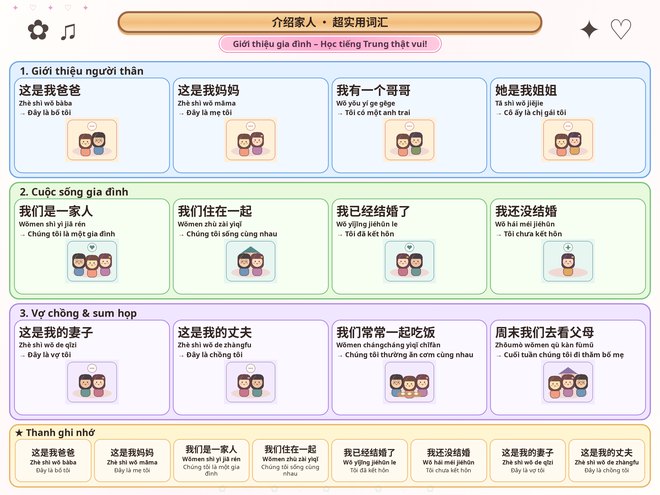 介绍家人 • 超实用词汇
Giới thiệu gia đình – Học tiếng Trung thật vui!
1. Giới thiệu người thân
这是我爸爸
Zhè shì wǒ bàba
→ Đây là bố tôi
这是我妈妈
Zhè shì wǒ māma
→ Đây là mẹ tôi
我有一个哥哥
Wǒ yǒu yí ge gēge
→ Tôi có một anh trai
她是我姐姐
Tā shì wǒ jiějie
→ Cô ấy là chị gái tôi
2. Cuộc sống gia đình
我们是一家人
Wǒmen shì yì jiā rén
→ Chúng tôi là một gia đình
我们住在一起
Wǒmen zhù zài yìqǐ
→ Chúng tôi sống cùng nhau
我已经结婚了
Wǒ yǐjīng jiéhūn le
→ Tôi đã kết hôn
我还没结婚
Wǒ hái méi jiéhūn
→ Tôi chưa kết hôn
3. Vợ chồng & sum họp
这是我的妻子
Zhè shì wǒ de qīzi
→ Đây là vợ tôi
这是我的丈夫
Zhè shì wǒ de zhàngfu
→ Đây là chồng tôi
我们常常一起吃饭
Wǒmen chángcháng yìqǐ chīfàn
→ Chúng tôi thường ăn cơm cùng nhau
周末我们去看父母
Zhōumò wǒmen qù kàn fùmǔ
→ Cuối tuần chúng tôi đi thăm bố mẹ
★ Thanh ghi nhớ
这是我爸爸
Zhè shì wǒ bàba
Đây là bố tôi
这是我妈妈
Zhè shì wǒ māma
Đây là mẹ tôi
我们是一家人
Wǒmen shì yì jiā rén
Chúng tôi là một gia
đình
我们住在一起
Wǒmen zhù zài yìqǐ
Chúng tôi sống cùng
nhau
我已经结婚了
Wǒ yǐjīng jiéhūn le
Tôi đã kết hôn
我还没结婚
Wǒ hái méi jiéhūn
Tôi chưa kết hôn
这是我的妻子
Zhè shì wǒ de qīzi
Đây là vợ tôi
这是我的丈夫
Zhè shì wǒ de zhàngfu
Đây là chồng tôi